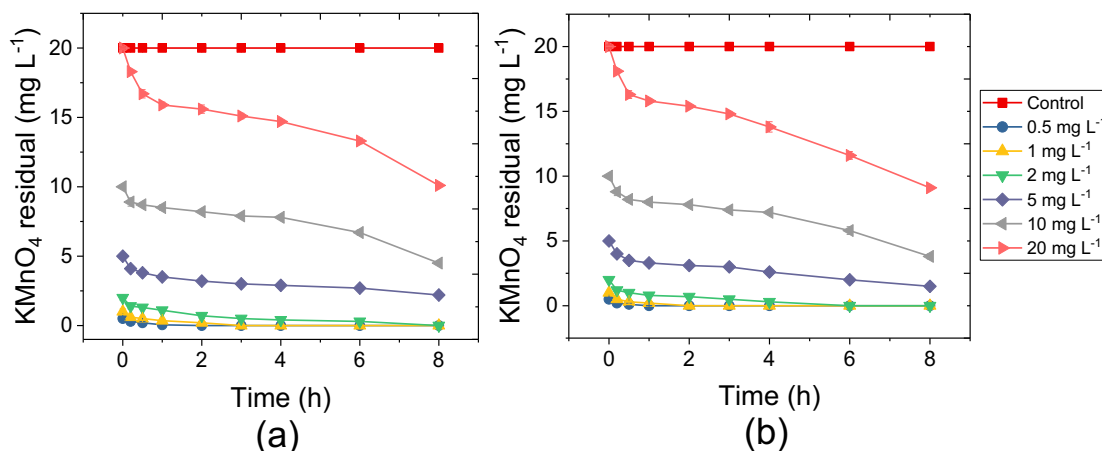 KMnO₄ residual (mg L⁻¹)
20
15
10
5
0
0 2 4 6 8
Time (h)
(a)
KMnO₄ residual (mg L⁻¹)
20
15
10
5
0
0 2 4 6 8
Time (h)
(b)
Control
0.5 mg L⁻¹
1 mg L⁻¹
2 mg L⁻¹
5 mg L⁻¹
10 mg L⁻¹
20 mg L⁻¹